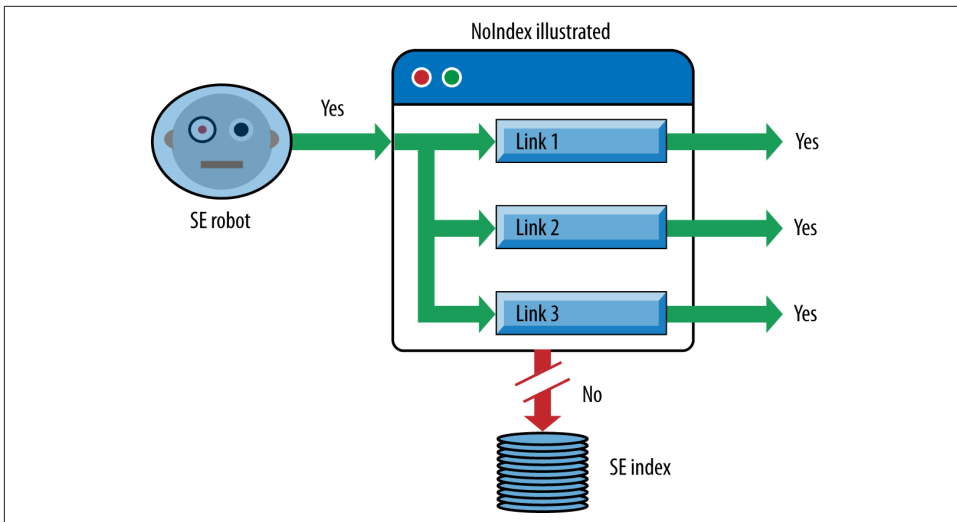 NoIndex illustrated
Yes
Link 1
Yes
SE robot
Link 2
Yes
Link 3
Yes
No
SE index